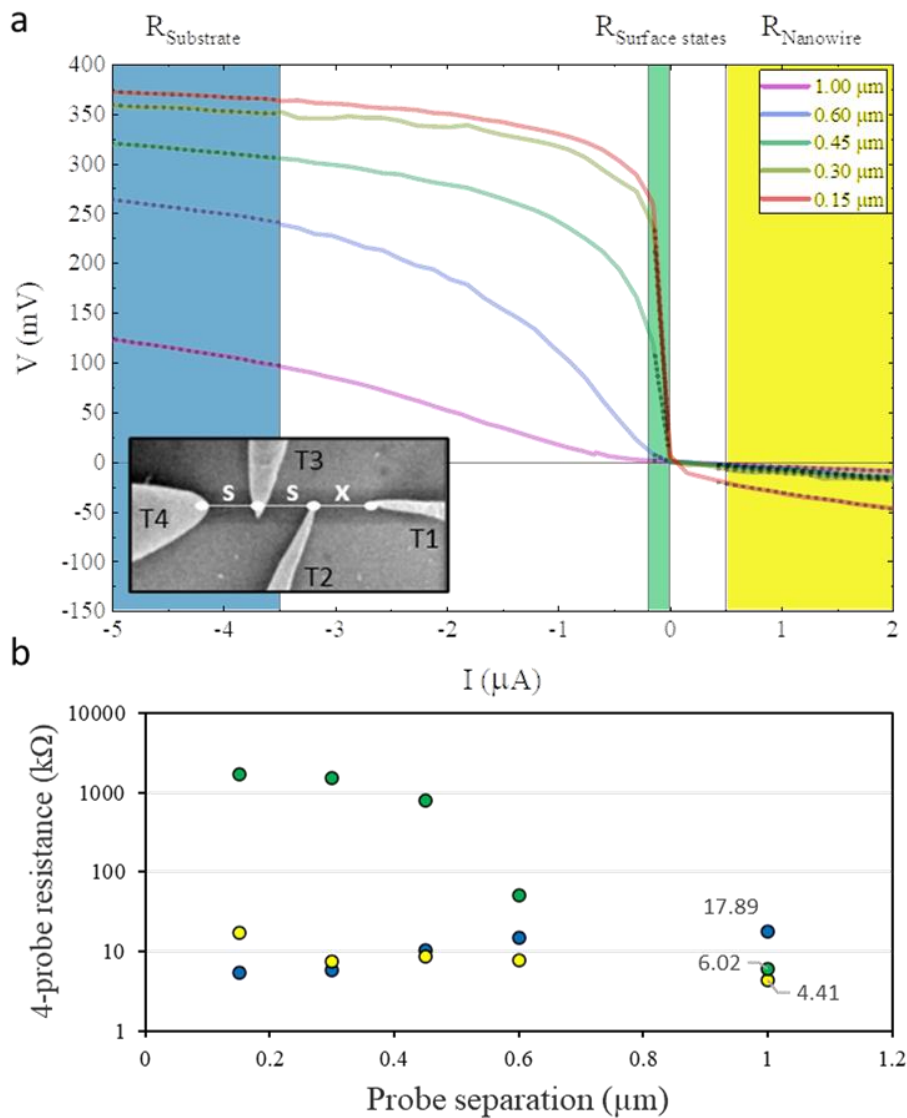 a
R_Substrate R_Surface states R_Nanowire
400
350
300
250
200
150
100
50
0
-50
-100
-150
V (mV)
1.00 μm
0.60 μm
0.45 μm
0.30 μm
0.15 μm
T3
S S X
T4
T1
T2
-5 -4 -3 -2 -1 0 1 2
I (μA)
b
10000
1000
100
10
1
4-probe resistance (kΩ)
17.89
6.02
4.41
0 0.2 0.4 0.6 0.8 1 1.2
Probe separation (μm)